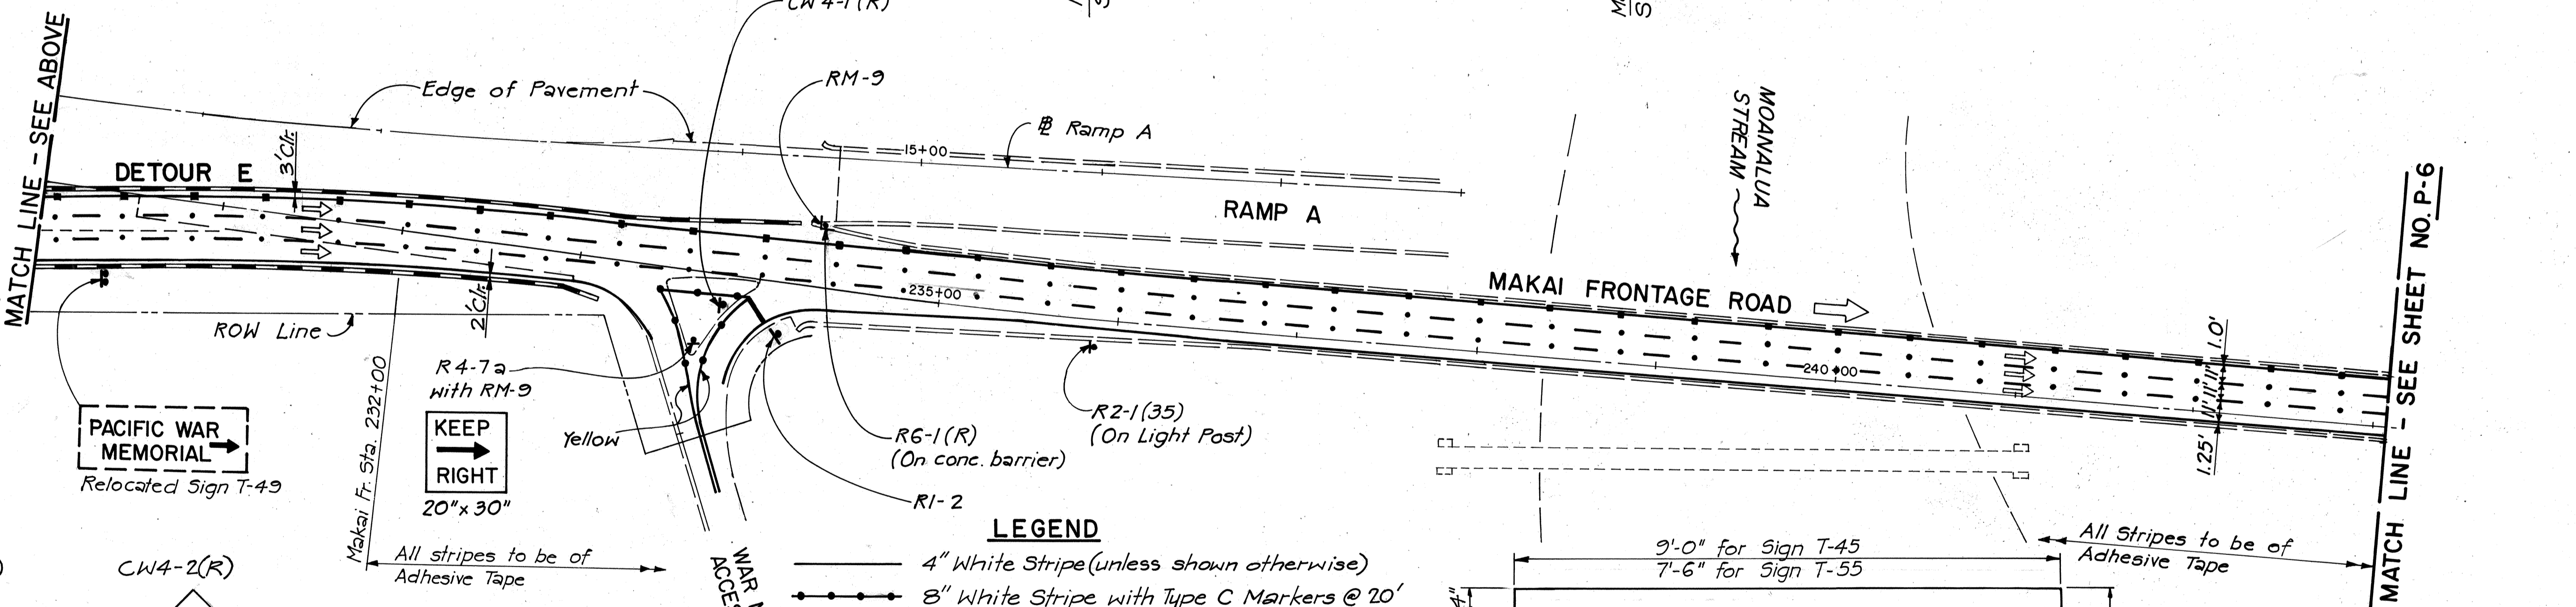 CW4-1(R)
RM-9
Edge of Pavement
Ramp A
15+00
MATCH LINE - SEE ABOVE
DETOUR E
3' Clr.
RAMP A
MOANALUA
STREAM
MATCH LINE - SEE SHEET NO. P-6
235+00
MAKAI FRONTAGE ROAD
2' Clr.
ROW Line
R4-7a
with RM-9
240+00
1.0'
11'
11'
11'
1.25'
Makai Fr. Sta. 232+00
PACIFIC WAR
MEMORIAL
Relocated Sign T-49
KEEP
RIGHT
20" x 30"
Yellow
R6-1(R)
(On conc. barrier)
R2-1(35)
(On Light Post)
R1-2
LEGEND
All stripes to be of
Adhesive Tape
CW4-2(R)
4" White Stripe (unless shown otherwise)
8" White Stripe with Type C Markers @ 20'
9'-0" for Sign T-45
7'-6" for Sign T-55
All Stripes to be of
Adhesive Tape